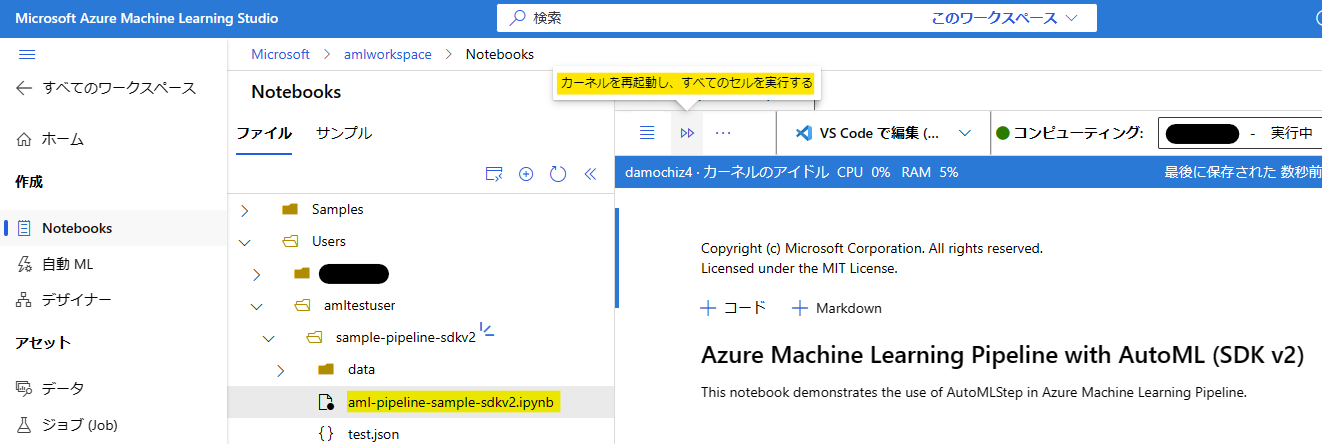 Microsoft Azure Machine Learning Studio
検索
このワークスペース
Microsoft > amlworkspace > Notebooks
すべてのワークスペース
カーネルを再起動し、すべてのセルを実行する
Notebooks
ファイル サンプル
ホーム
作成
Notebooks
自動 ML
デザイナー
アセット
データ
ジョブ (Job)
Samples
Users
amltestuser
sample-pipeline-sdkv2
data
aml-pipeline-sample-sdkv2.ipynb
{ } test.json
VS Code で編集 (...
コンピューティング: - 実行中
damochiz4 · カーネルのアイドル CPU 0% RAM 5% 最後に保存された 数秒前
Copyright (c) Microsoft Corporation. All rights reserved.
Licensed under the MIT License.
+ コード + Markdown
Azure Machine Learning Pipeline with AutoML (SDK v2)
This notebook demonstrates the use of AutoMLStep in Azure Machine Learning Pipeline.